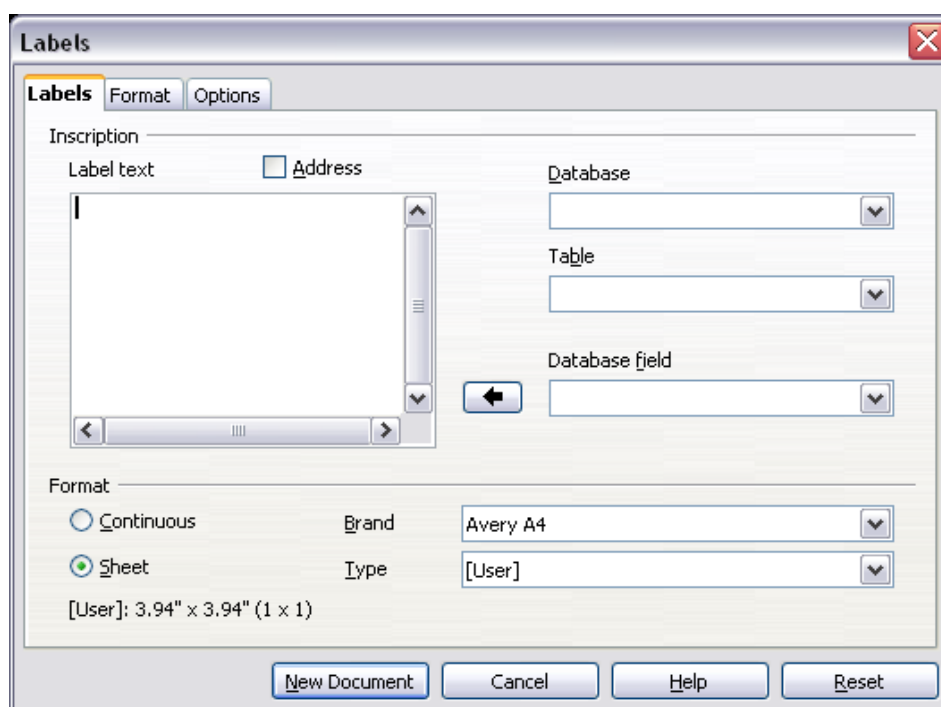 Labels
Labels Format Options
Inscription
Label text Address
Database
Table
Database field
Format
Continuous Brand Avery A4
Sheet Type [User]
[User]: 3.94" x 3.94" (1 x 1)
New Document Cancel Help Reset